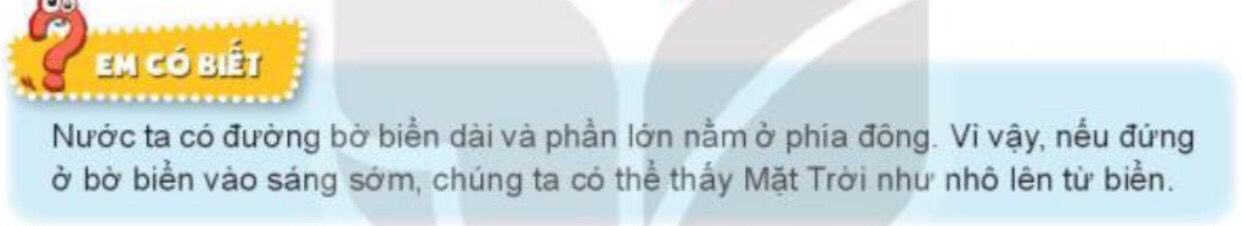 EM CÓ BIẾT
Nước ta có đường bờ biển dài và phần lớn nằm ở phía đông. Vì vậy, nếu đứng
ở bờ biển vào sáng sớm, chúng ta có thể thấy Mặt Trời như nhô lên từ biển.